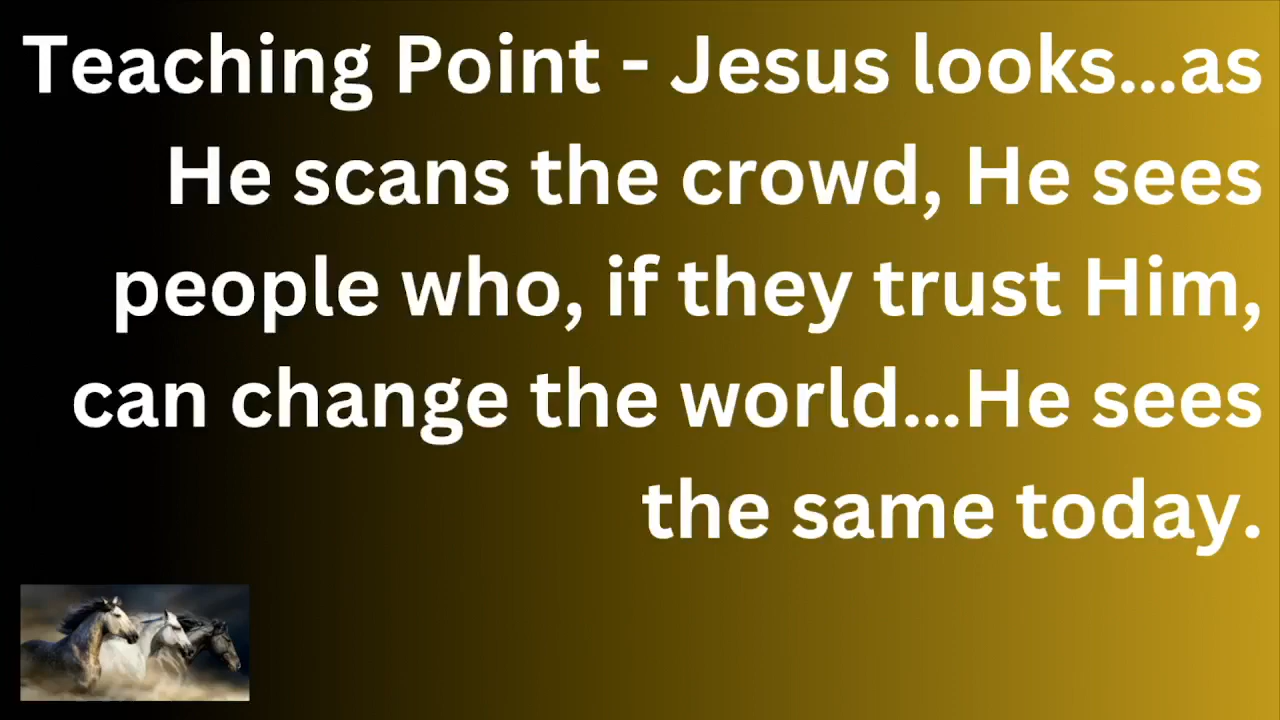 Teaching Point - Jesus looks...as
He scans the crowd, He sees
people who, if they trust Him,
can change the world...He sees
the same today.